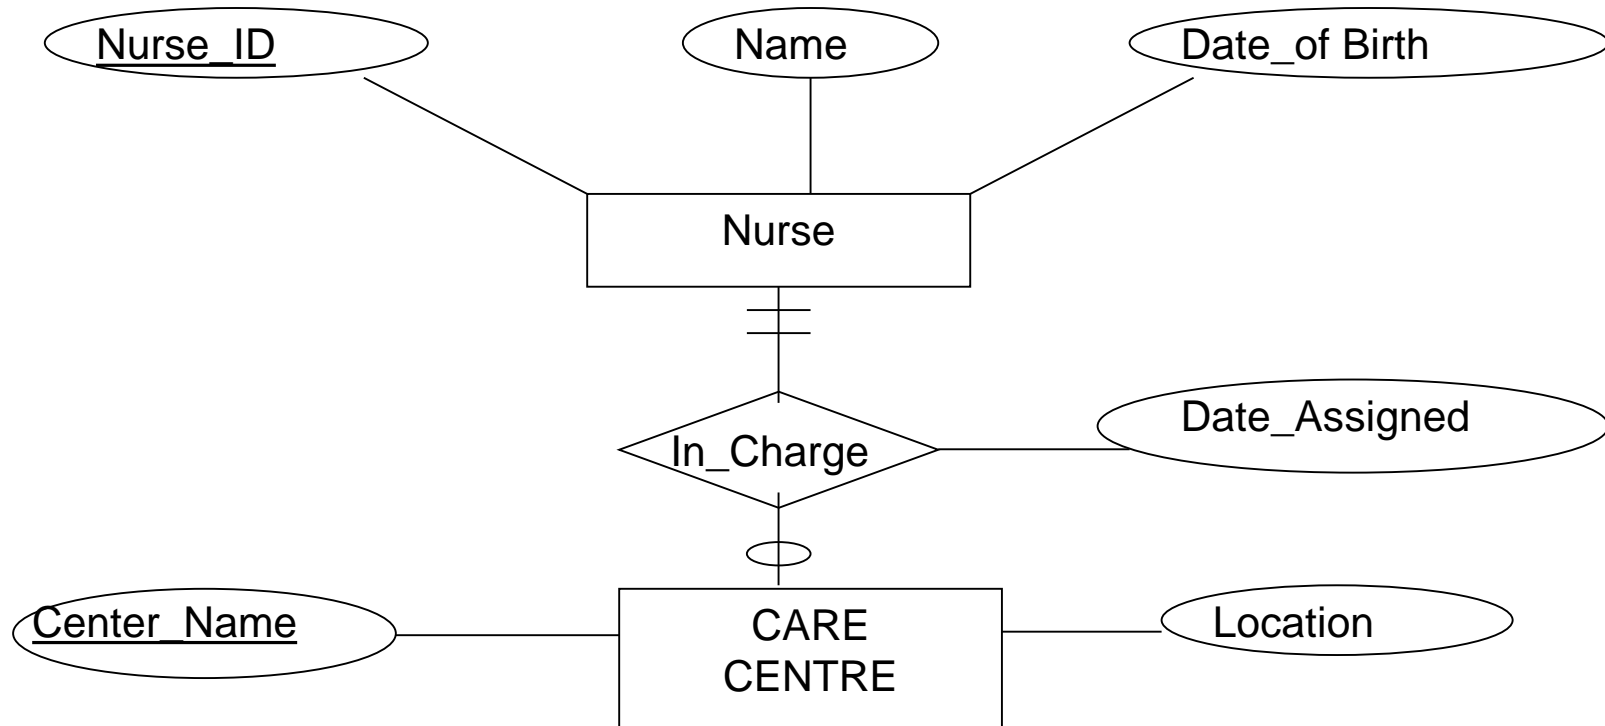 Nurse_ID
Name
Date_of Birth
Nurse
Date_Assigned
In_Charge
Center_Name
CARE
CENTRE
Location